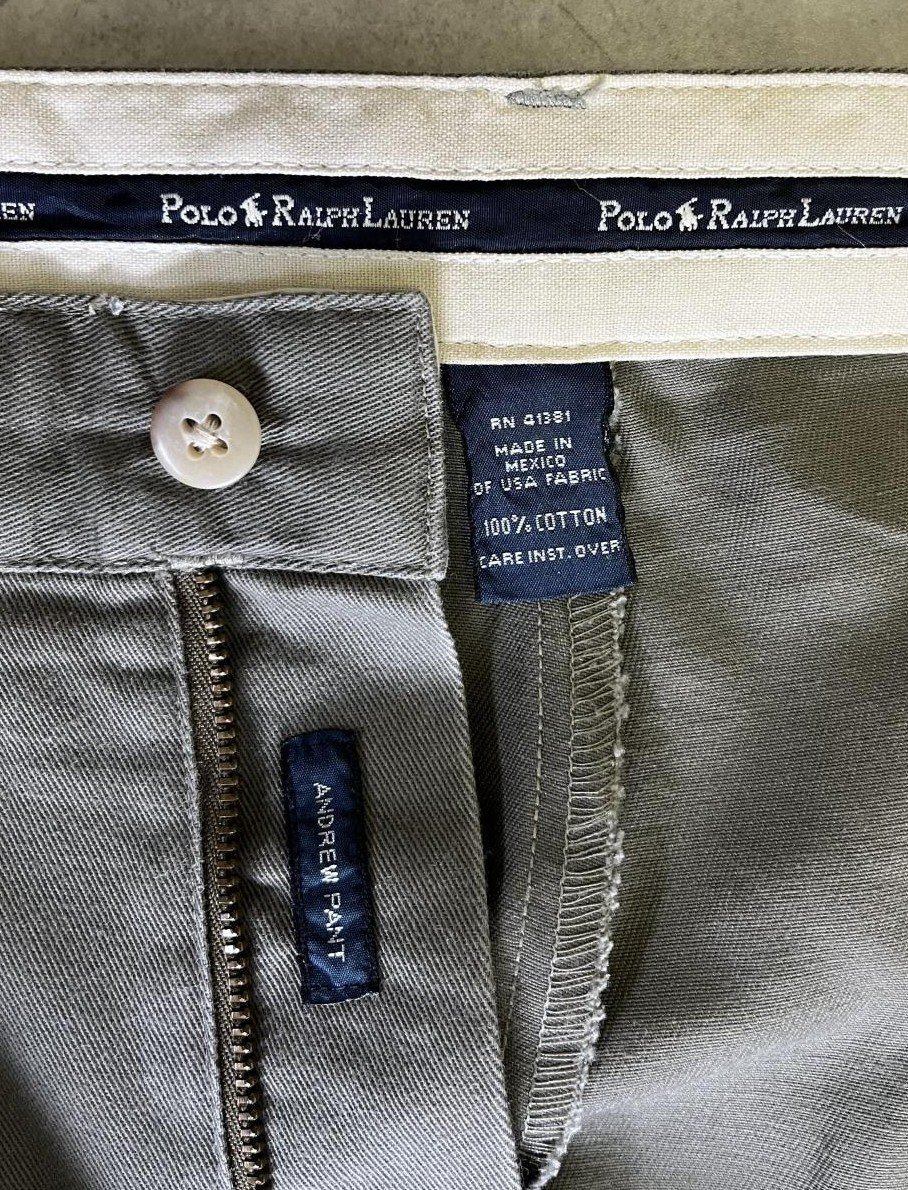 EN
POLO RALPH LAUREN
POLO RALPH LAUREN
RN 41381
MADE IN
MEXICO
OF USA FABRIC
100% COTTON
CARE INST. OVER
ANDREW PANT